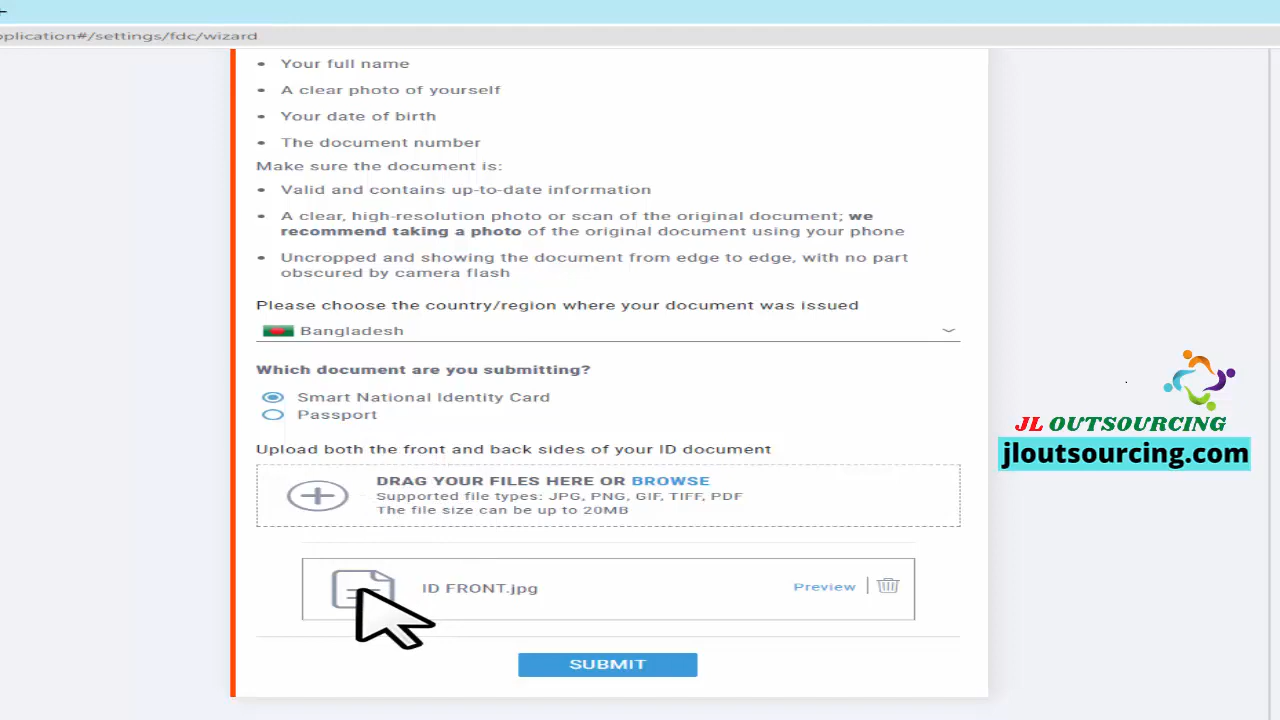 pplication#/settings/fdc/wizard
• Your full name
• A clear photo of yourself
• Your date of birth
• The document number
Make sure the document is:
• Valid and contains up-to-date information
• A clear, high-resolution photo or scan of the original document; we
recommend taking a photo of the original document using your phone
• Uncropped and showing the document from edge to edge, with no part
obscured by camera flash
Please choose the country/region where your document was issued
Bangladesh
Which document are you submitting?
Smart National Identity Card
Passport
Upload both the front and back sides of your ID document
DRAG YOUR FILES HERE OR BROWSE
Supported file types: JPG, PNG, GIF, TIFF, PDF
The file size can be up to 20MB
ID FRONT.jpg
Preview
SUBMIT
JL OUTSOURCING
jloutsourcing.com